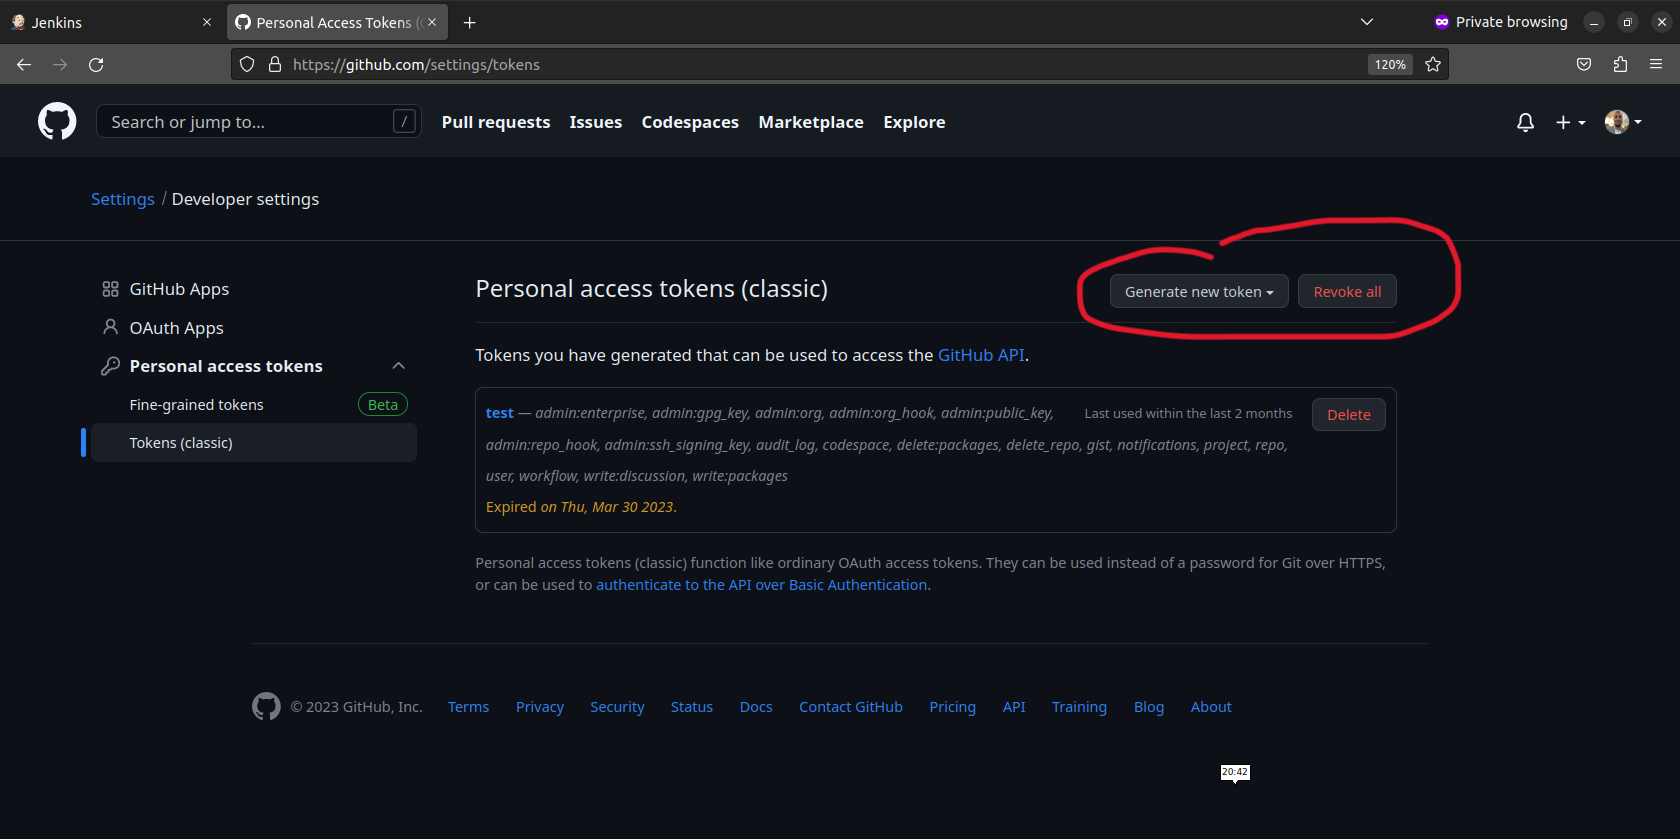 Jenkins
Personal Access Tokens (
Private browsing
https://github.com/settings/tokens
120%
Search or jump to...
/
Pull requests
Issues
Codespaces
Marketplace
Explore
Settings / Developer settings
GitHub Apps
OAuth Apps
Personal access tokens
Fine-grained tokens
Beta
Tokens (classic)
Personal access tokens (classic)
Generate new token
Revoke all
Tokens you have generated that can be used to access the GitHub API.
test — admin:enterprise, admin:gpg_key, admin:org, admin:org_hook, admin:public_key,
Last used within the last 2 months
Delete
admin:repo_hook, admin:ssh_signing_key, audit_log, codespace, delete:packages, delete_repo, gist, notifications, project, repo,
user, workflow, write:discussion, write:packages
Expired on Thu, Mar 30 2023.
Personal access tokens (classic) function like ordinary OAuth access tokens. They can be used instead of a password for Git over HTTPS,
or can be used to authenticate to the API over Basic Authentication.
© 2023 GitHub, Inc.
Terms
Privacy
Security
Status
Docs
Contact GitHub
Pricing
API
Training
Blog
About
20:42